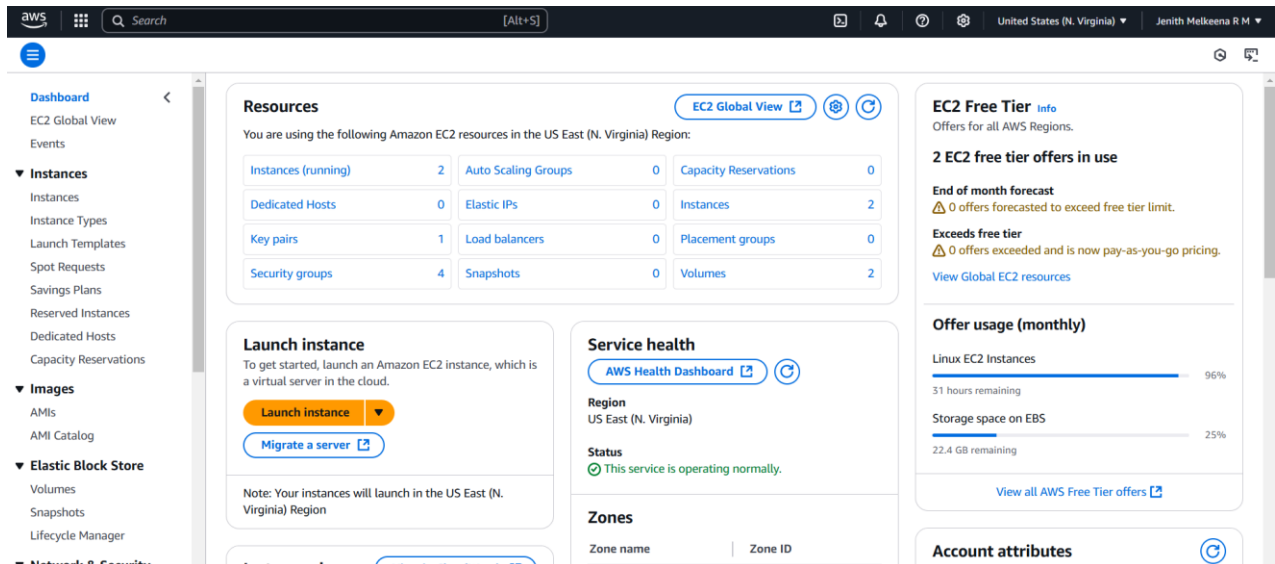 aws
Search
[Alt+S]
United States (N. Virginia)
Jenith Melkeena R M
Dashboard
EC2 Global View
Events
Instances
Instances
Instance Types
Launch Templates
Spot Requests
Savings Plans
Reserved Instances
Dedicated Hosts
Capacity Reservations
Images
AMIs
AMI Catalog
Elastic Block Store
Volumes
Snapshots
Lifecycle Manager
Network & Security
Resources
EC2 Global View
You are using the following Amazon EC2 resources in the US East (N. Virginia) Region:
Instances (running) 2 Auto Scaling Groups 0 Capacity Reservations 0
Dedicated Hosts 0 Elastic IPs 0 Instances 2
Key pairs 1 Load balancers 0 Placement groups 0
Security groups 4 Snapshots 0 Volumes 2
Launch instance
To get started, launch an Amazon EC2 instance, which is
a virtual server in the cloud.
Launch instance
Migrate a server
Note: Your instances will launch in the US East (N.
Virginia) Region
Service health
AWS Health Dashboard
Region
US East (N. Virginia)
Status
This service is operating normally.
Zones
Zone name Zone ID
EC2 Free Tier Info
Offers for all AWS Regions.
2 EC2 free tier offers in use
End of month forecast
0 offers forecasted to exceed free tier limit.
Exceeds free tier
0 offers exceeded and is now pay-as-you-go pricing.
View Global EC2 resources
Offer usage (monthly)
Linux EC2 Instances
96%
31 hours remaining
Storage space on EBS
25%
22.4 GB remaining
View all AWS Free Tier offers
Account attributes